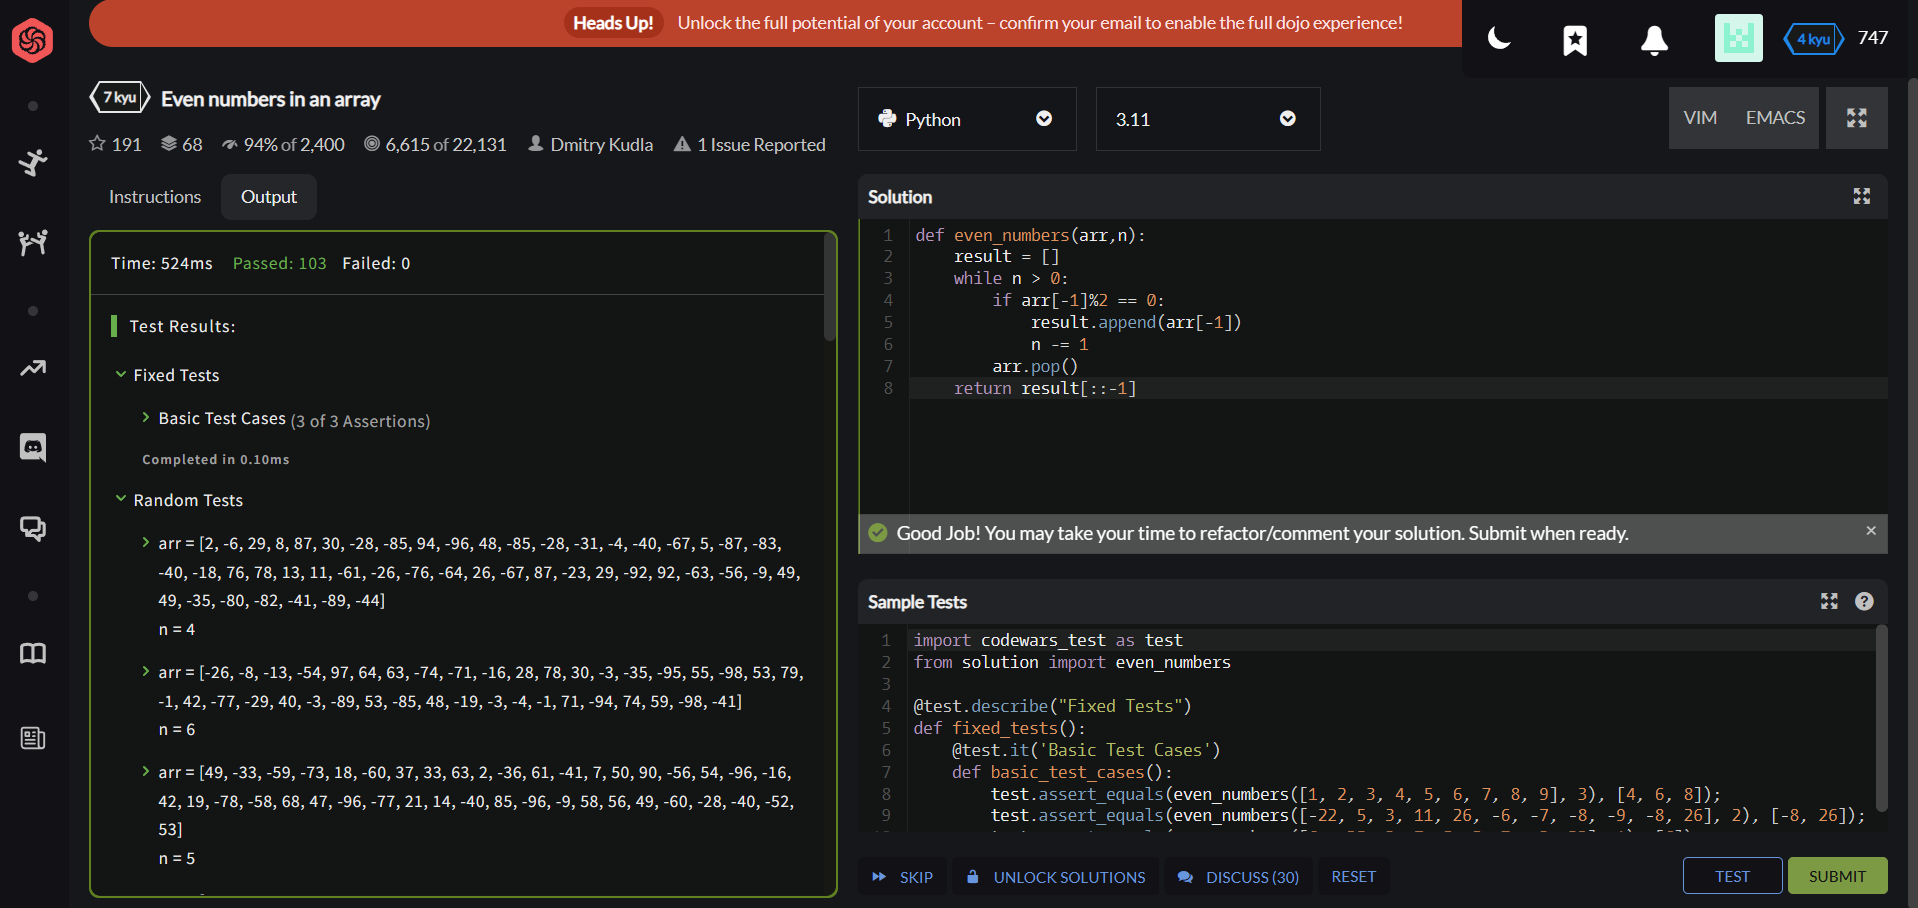 Heads Up! Unlock the full potential of your account – confirm your email to enable the full dojo experience!
4 kyu 747
7 kyu Even numbers in an array
191 68 94% of 2,400 6,615 of 22,131 Dmitry Kudla 1 Issue Reported
Instructions Output
Time: 524ms Passed: 103 Failed: 0
Test Results:
Fixed Tests
Basic Test Cases (3 of 3 Assertions)
Completed in 0.10ms
Random Tests
arr = [2, -6, 29, 8, 87, 30, -28, -85, 94, -96, 48, -85, -28, -31, -4, -40, -67, 5, -87, -83,
-40, -18, 76, 78, 13, 11, -61, -26, -76, -64, 26, -67, 87, -23, 29, -92, 92, -63, -56, -9, 49,
49, -35, -80, -82, -41, -89, -44]
n = 4
arr = [-26, -8, -13, -54, 97, 64, 63, -74, -71, -16, 28, 78, 30, -3, -35, -95, 55, -98, 53, 79,
-1, 42, -77, -29, 40, -3, -89, 53, -85, 48, -19, -3, -4, -1, 71, -94, 74, 59, -98, -41]
n = 6
arr = [49, -33, -59, -73, 18, -60, 37, 33, 63, 2, -36, 61, -41, 7, 50, 90, -56, 54, -96, -16,
42, 19, -78, -58, 68, 47, -96, -77, 21, 14, -40, 85, -96, -9, 58, 56, 49, -60, -28, -40, -52,
53]
n = 5
Python 3.11 VIM EMACS
Solution
1 def even_numbers(arr,n):
2 result = []
3 while n > 0:
4 if arr[-1]%2 == 0:
5 result.append(arr[-1])
6 n -= 1
7 arr.pop()
8 return result[::-1]
Good Job! You may take your time to refactor/comment your solution. Submit when ready.
Sample Tests
1 import codewars_test as test
2 from solution import even_numbers
3
4 @test.describe("Fixed Tests")
5 def fixed_tests():
6 @test.it('Basic Test Cases')
7 def basic_test_cases():
8 test.assert_equals(even_numbers([1, 2, 3, 4, 5, 6, 7, 8, 9], 3), [4, 6, 8]);
9 test.assert_equals(even_numbers([-22, 5, 3, 11, 26, -6, -7, -8, -9, -8, 26], 2), [-8, 26]);
SKIP UNLOCK SOLUTIONS DISCUSS (30) RESET TEST SUBMIT